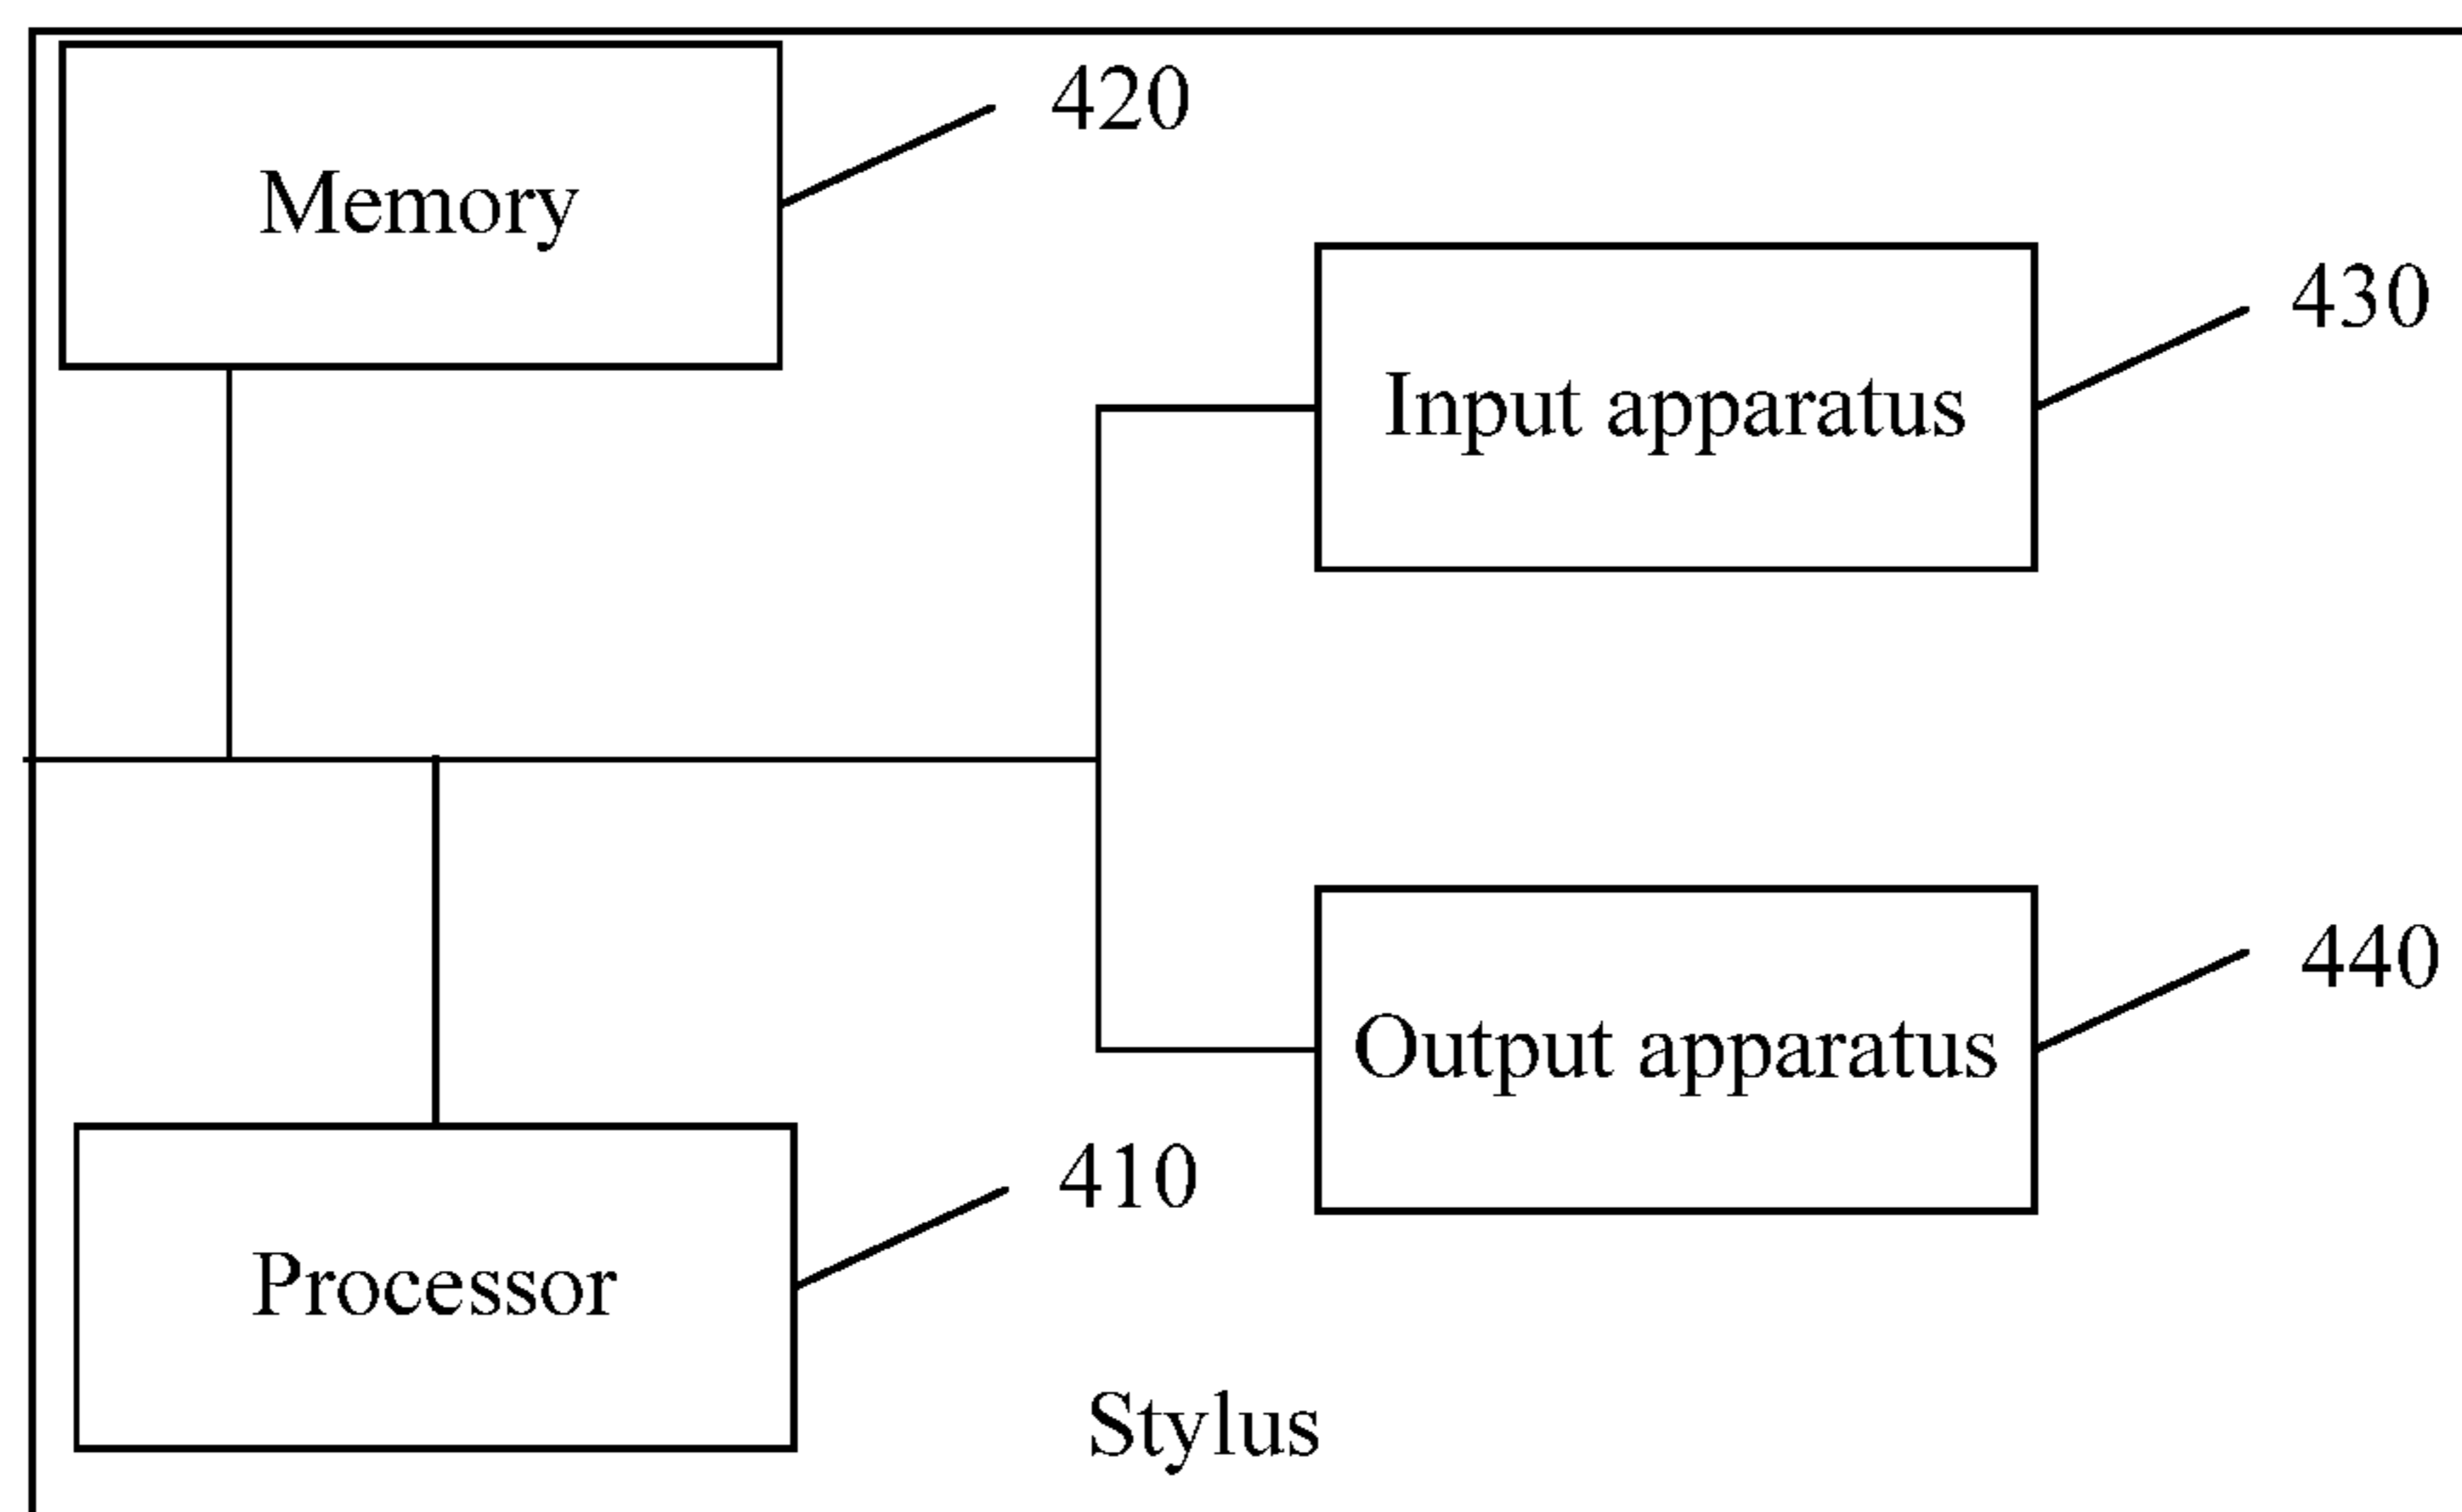 420
Memory
430
Input apparatus
440
Output apparatus
410
Processor
Stylus